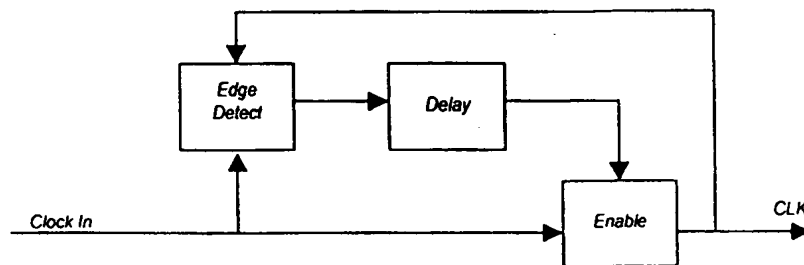 Edge
Detect
Delay
Clock In
Enable
CLK